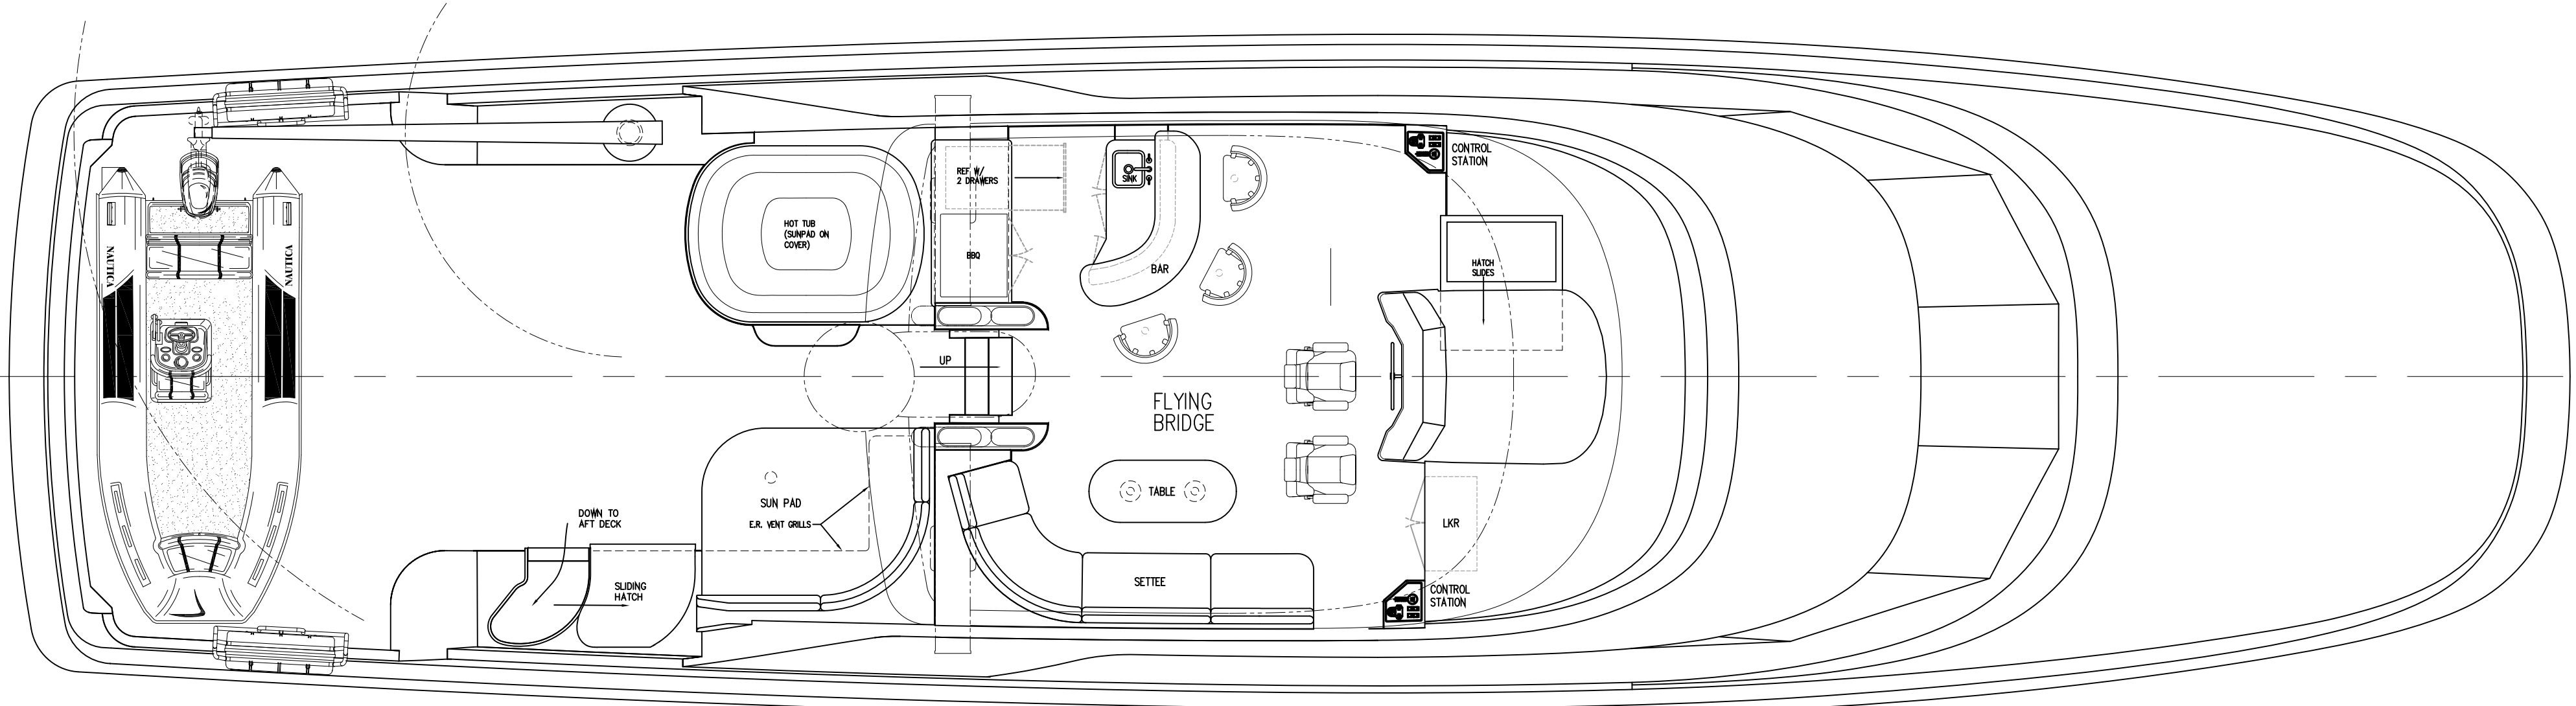 NAUTICA
NAUTICA
HOT TUB
(SUNPAD ON
COVER)
REF W/
2 DRAWERS
BBQ
SINK
BAR
CONTROL
STATION
HATCH
SLIDES
UP
FLYING
BRIDGE
TABLE
SUN PAD
E.R. VENT GRILLS
DOWN TO
AFT DECK
SLIDING
HATCH
SETTEE
LKR
CONTROL
STATION